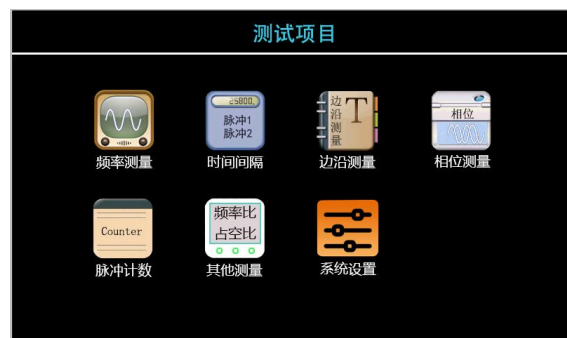 测试项目
25800.
脉冲1
脉冲2
边沿测量
T
相位
频率测量
时间间隔
边沿测量
相位测量
Counter
频率比
占空比
脉冲计数
其他测量
系统设置